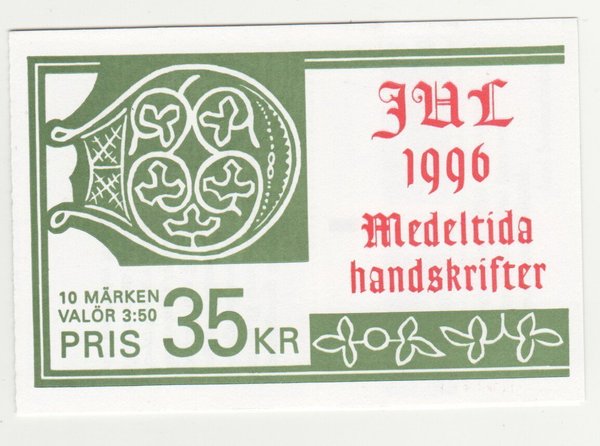 JUL
1996
Medeltida
handskrifter
10 MÄRKEN
VALÖR 3:50
PRIS 35 KR